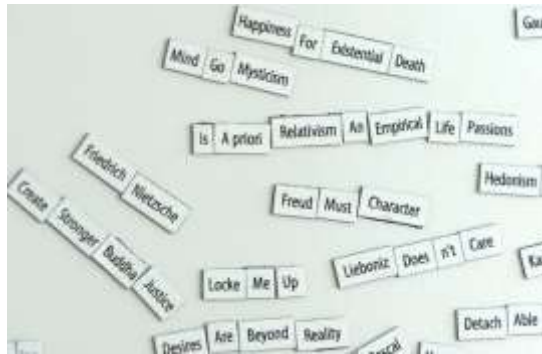 Happiness For Existential Death
Mind Go Mysticism
Is A priori Relativism An Empirical Life Passions
Friedrich Nietzsche
Hedonism
Freud Must Character
Create Stronger Buddha Justice
Lieboniz Does n't Care
Locke Me Up
Detach Able
Desires Are Beyond Reality